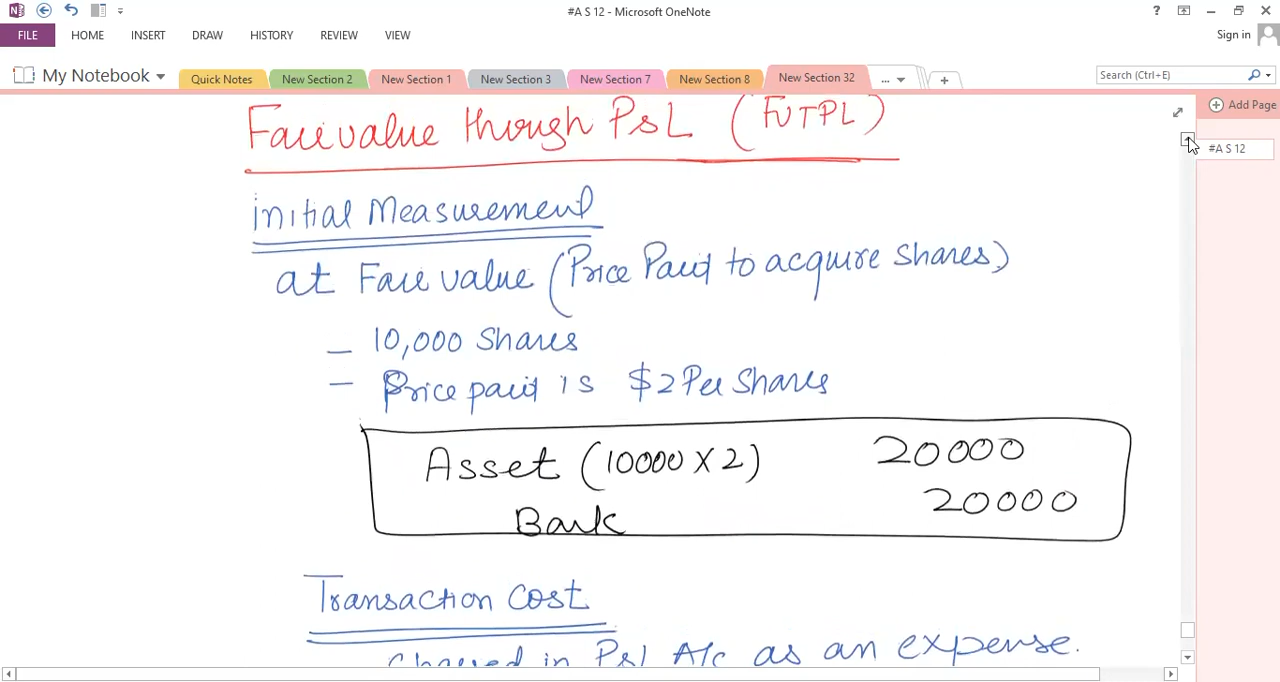 #A S 12 - Microsoft OneNote
?
FILE HOME INSERT DRAW HISTORY REVIEW VIEW
Sign in
My Notebook
Quick Notes New Section 2 New Section 1 New Section 3 New Section 7 New Section 8 New Section 32 ... +
Search (Ctrl+E)
Add Page
#A S 12
Faire value through P&L (FVTPL)
initial Measurement
at Faire value (Price Paid to acquire shares)
- 10,000 Shares
- Price paid is $2 Per Shares
Asset (10000 X 2) 20000
Bank 20000
Transaction Cost
Charged in P&L A/c as an expense.